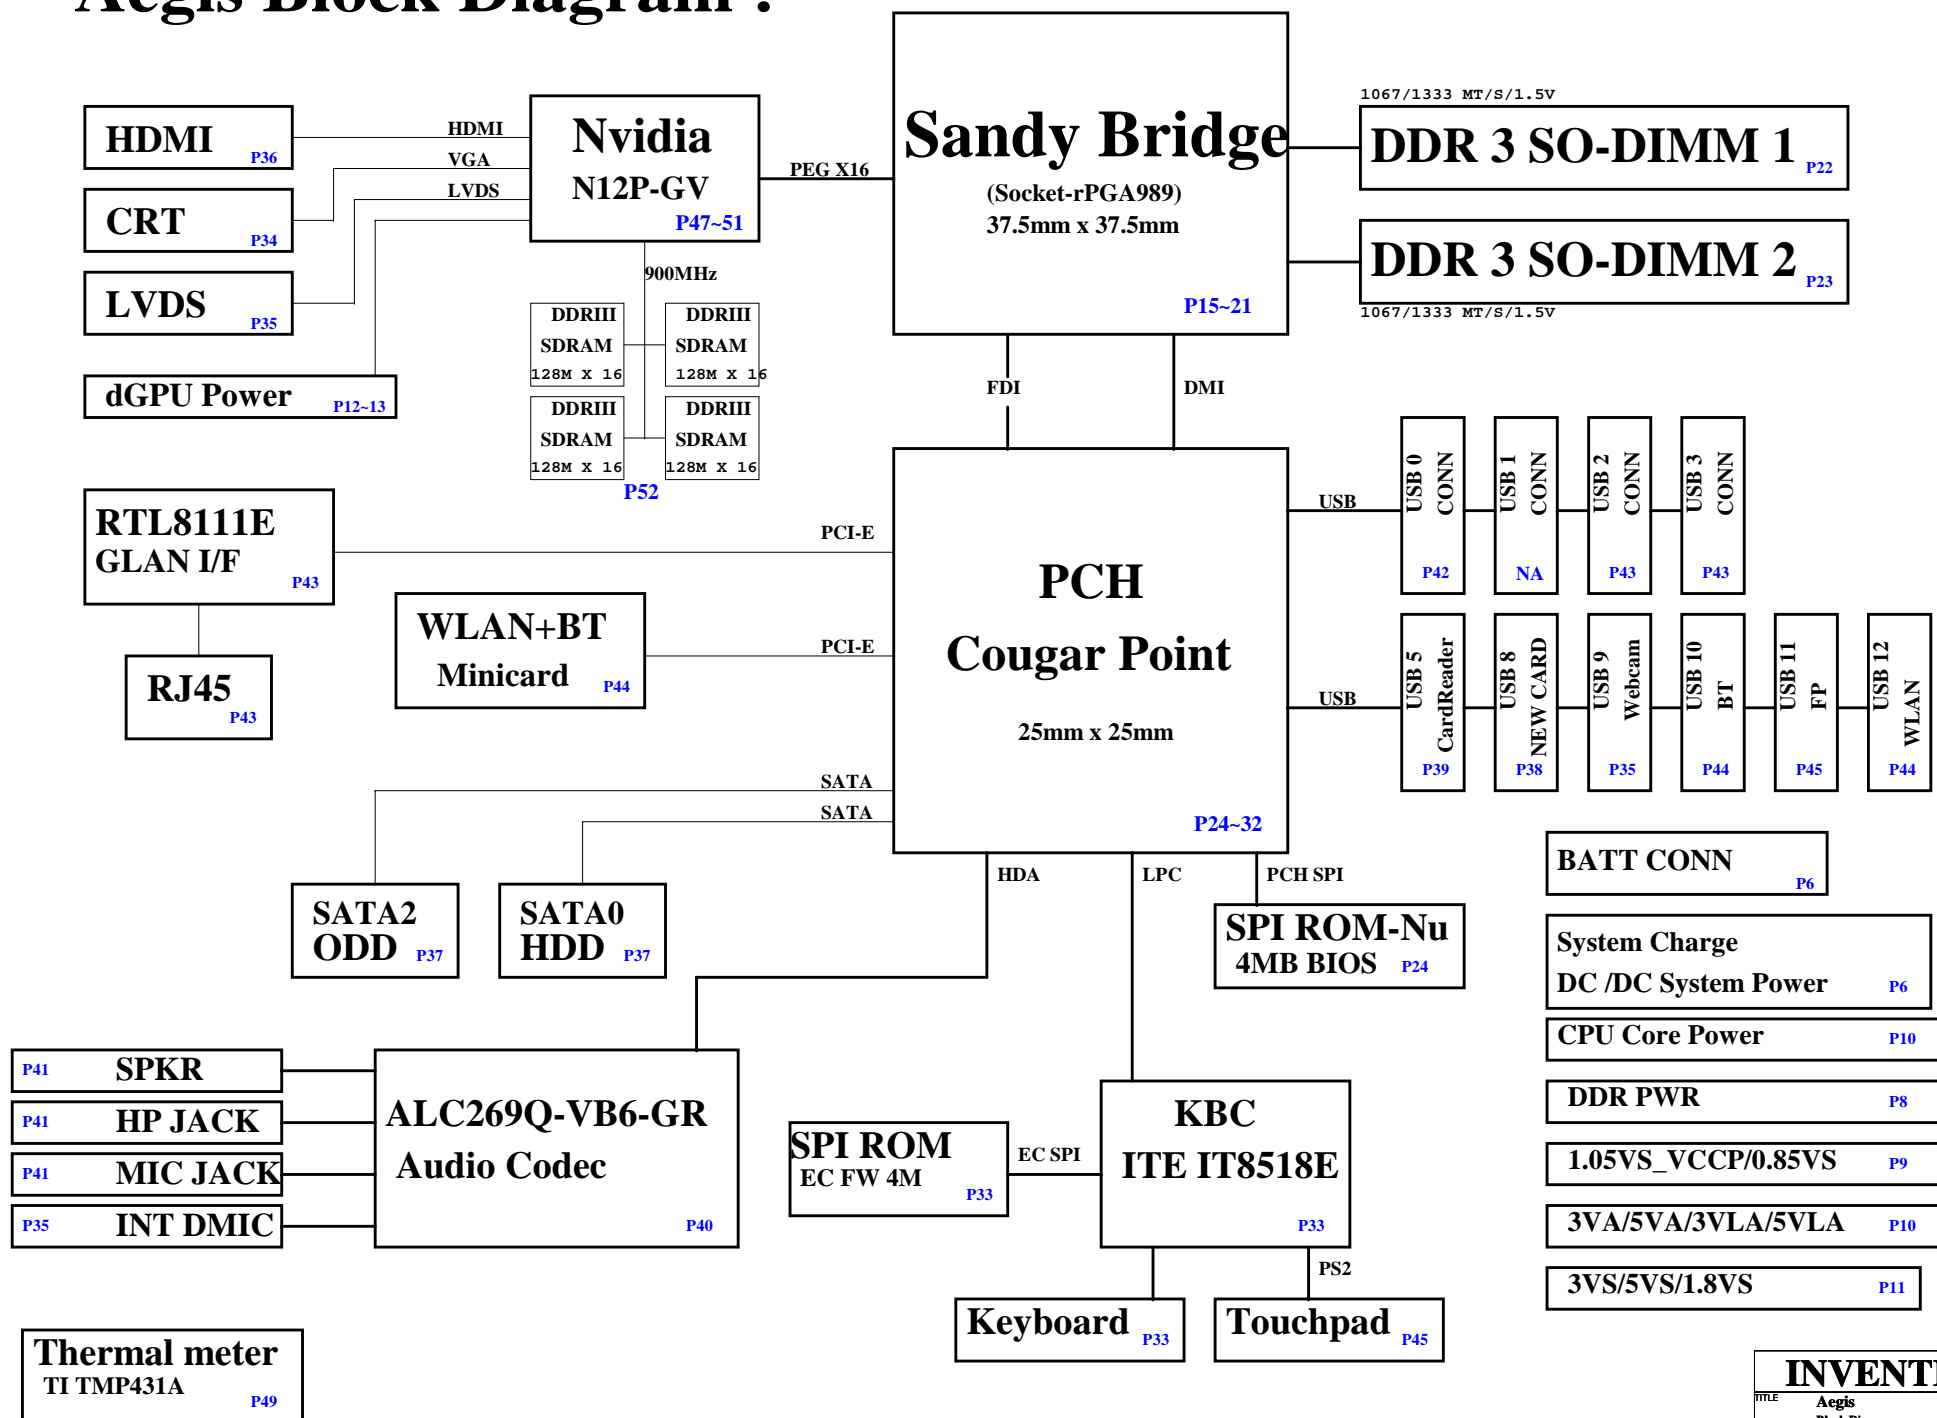 Aegis Block Diagram :
HDMI
P36
CRT
P34
LVDS
P35
dGPU Power
P12~13
HDMI
VGA
LVDS
Nvidia
N12P-GV
P47~51
PEG X16
900MHz
DDRIII
SDRAM
128M X 16
DDRIII
SDRAM
128M X 16
DDRIII
SDRAM
128M X 16
DDRIII
SDRAM
128M X 16
P52
Sandy Bridge
(Socket-rPGA989)
37.5mm x 37.5mm
P15~21
1067/1333 MT/S/1.5V
DDR 3 SO-DIMM 1
P22
DDR 3 SO-DIMM 2
P23
1067/1333 MT/S/1.5V
FDI
DMI
RTL8111E
GLAN I/F
P43
RJ45
P43
PCI-E
WLAN+BT
Minicard
P44
PCI-E
PCH
Cougar Point
25mm x 25mm
P24~32
USB
USB 0
CONN
P42
USB 1
CONN
NA
USB 2
CONN
P43
USB 3
CONN
P43
USB
USB 5
CardReader
P39
USB 8
NEW CARD
P38
USB 9
Webcam
P35
USB 10
BT
P44
USB 11
FP
P45
USB 12
WLAN
P44
SATA
SATA
SATA2
ODD
P37
SATA0
HDD
P37
HDA
LPC
PCH SPI
SPI ROM-Nu
4MB BIOS
P24
BATT CONN
P6
System Charge
DC /DC System Power
P6
CPU Core Power
P10
DDR PWR
P8
1.05VS_VCCP/0.85VS
P9
3VA/5VA/3VLA/5VLA
P10
3VS/5VS/1.8VS
P11
P41
SPKR
P41
HP JACK
P41
MIC JACK
P35
INT DMIC
ALC269Q-VB6-GR
Audio Codec
P40
SPI ROM
EC FW 4M
P33
EC SPI
KBC
ITE IT8518E
P33
PS2
Keyboard
P33
Touchpad
P45
Thermal meter
TI TMP431A
P49
INVENT
TITLE
Aegis